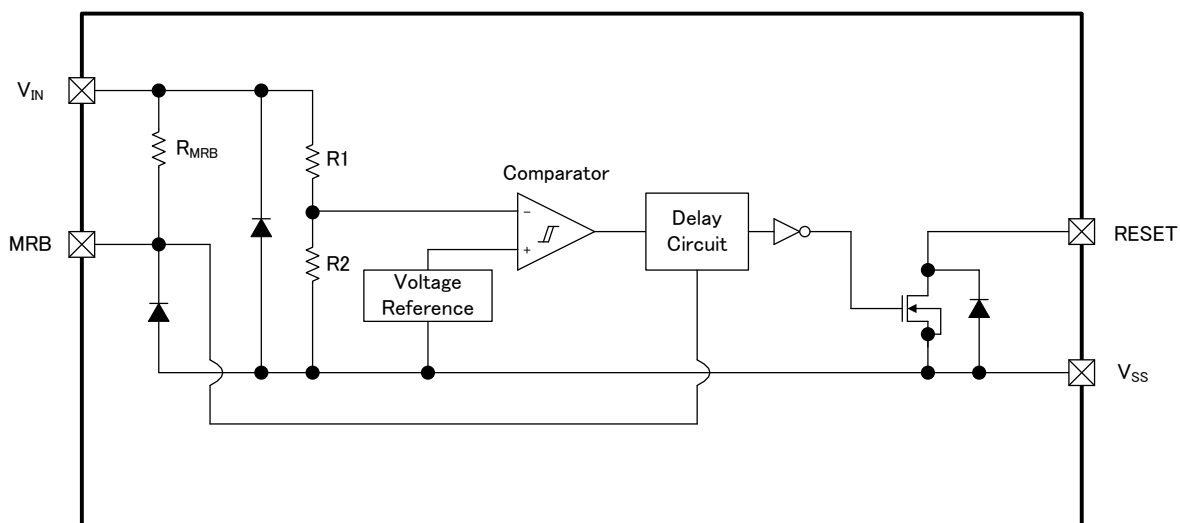 VIN
RMRB
R1
Comparator
−
+
Delay
Circuit
MRB
RESET
R2
Voltage
Reference
VSS